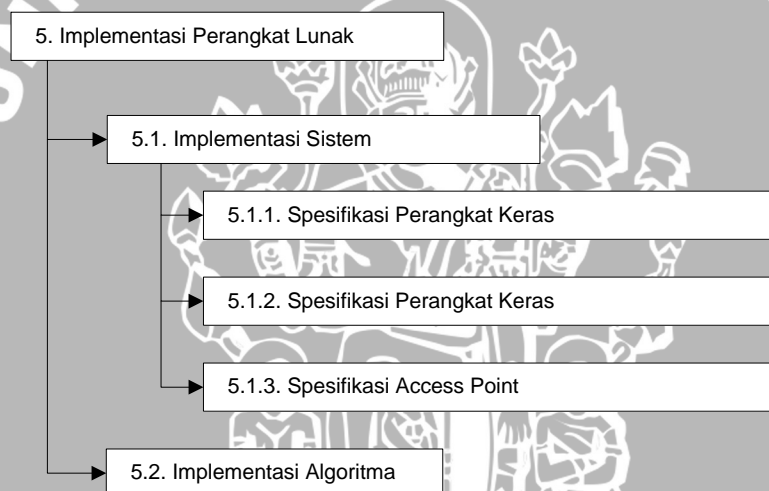 5. Implementasi Perangkat Lunak
5.1. Implementasi Sistem
5.1.1. Spesifikasi Perangkat Keras
5.1.2. Spesifikasi Perangkat Keras
5.1.3. Spesifikasi Access Point
5.2. Implementasi Algoritma